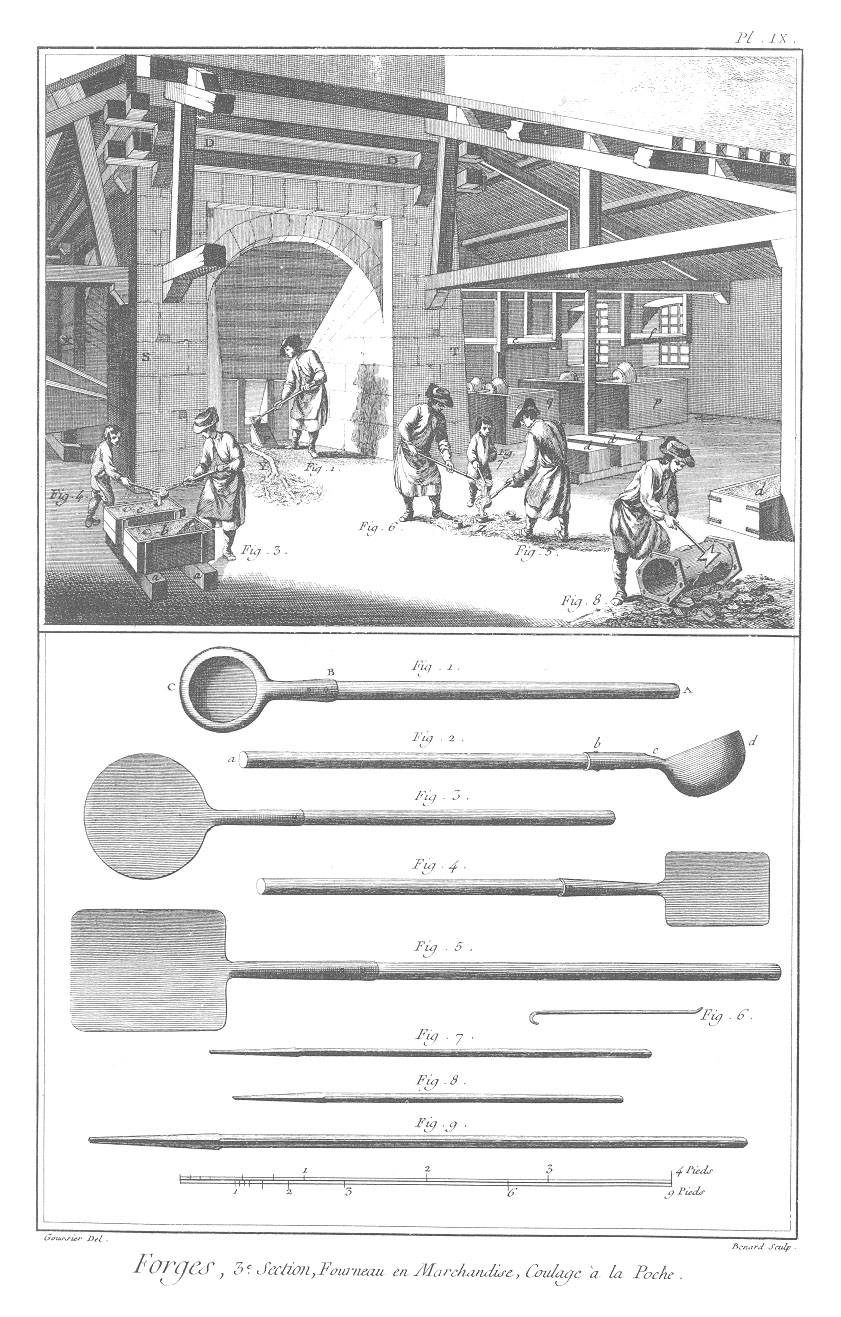 Pl . IX .
D
D
S
T
e
f
q
p
d
d
d
d
Y
Fig . 1 .
Fig. 4
Fig . 3 .
a
a
b
Fig . 6 .
Fig. 7
Z
Fig . 5 .
Fig . 8 .
Fig . 1 .
C
B
A
Fig . 2 .
a
b
c
d
Fig . 3 .
Fig . 4 .
Fig . 5 .
Fig . 6 .
Fig . 7 .
Fig . 8 .
Fig . 9 .
1 2 3 4 Pieds
1 2 3 6 9 Pieds
Goussier Del .
Benard Sculp .
Forges , 3e. Section, Fourneau en Marchandise, Coulage à la Poche .